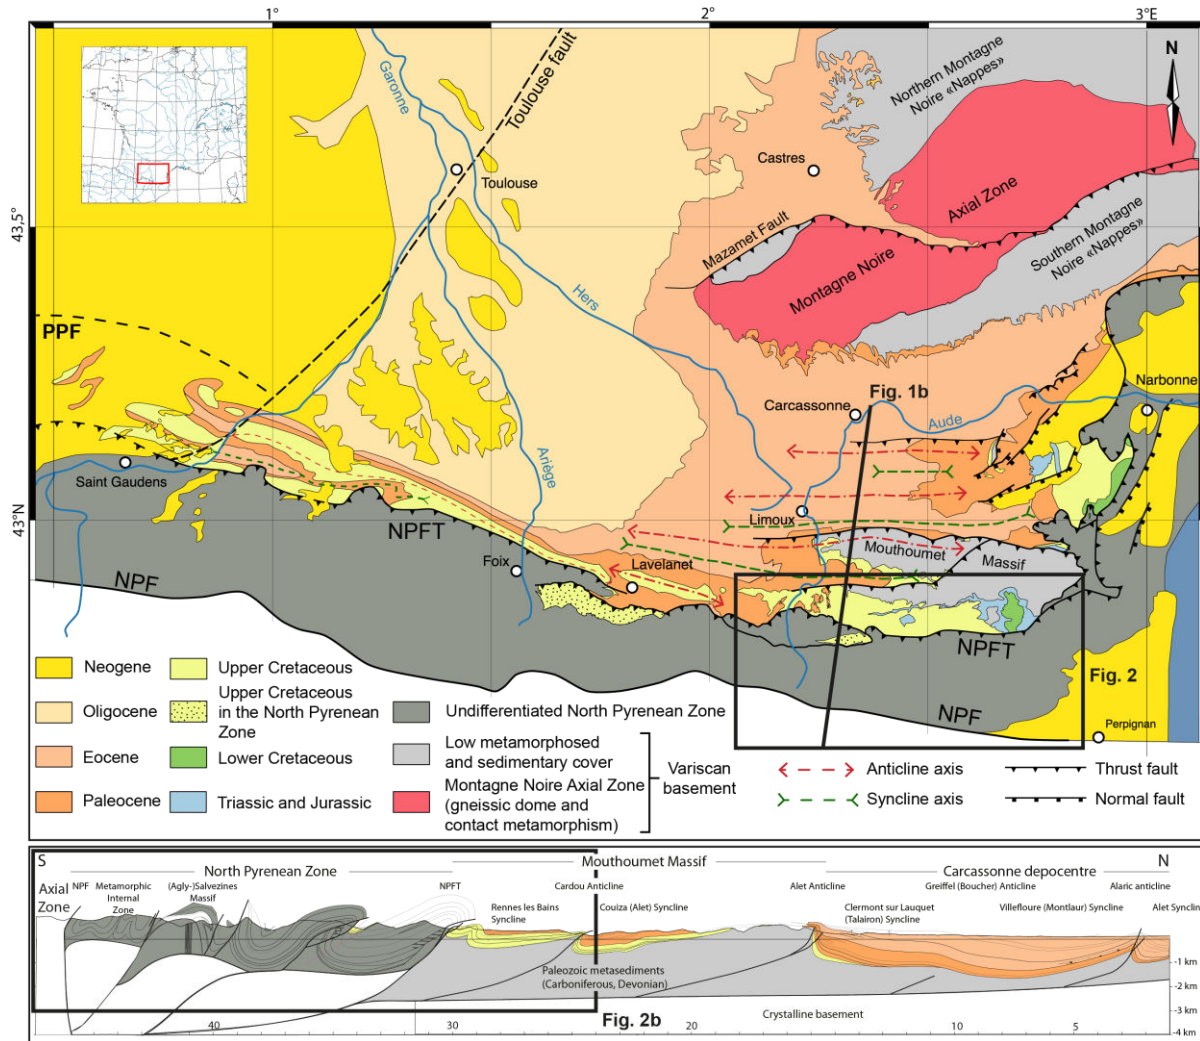 1°
2°
3°E
N
43,5°
43°N
Garonne
Toulouse fault
Toulouse
Castres
Northern Montagne
Noire «Nappes»
Axial Zone
Mazamet Fault
Montagne Noire
Southern Montagne
Noire «Nappes»
Hers
PPF
Narbonne
Carcassonne
Fig. 1b
Aude
Ariège
Saint Gaudens
Limoux
NPFT
Mouthoumet
Massif
Foix
Lavelanet
NPF
NPFT
Fig. 2
NPF
Perpignan
Neogene
Oligocene
Eocene
Paleocene
Upper Cretaceous
Upper Cretaceous
in the North Pyrenean
Zone
Lower Cretaceous
Triassic and Jurassic
Undifferentiated North Pyrenean Zone
Low metamorphosed
and sedimentary cover
Montagne Noire Axial Zone
(gneissic dome and
contact metamorphism)
Variscan
basement
Anticline axis
Syncline axis
Thrust fault
Normal fault
S
North Pyrenean Zone
Mouthoumet Massif
Carcassonne depocentre
N
Axial
Zone
NPF
Metamorphic
Internal
Zone
(Agly-)Salvezines
Massif
NPFT
Rennes les Bains
Syncline
Cardou Anticline
Couiza (Alet) Syncline
Alet Anticline
Clermont sur Lauquet
(Talairon) Syncline
Greiffel (Boucher) Anticline
Villefloure (Montlaur) Syncline
Alaric anticline
Alet Synclin
Paleozoic metasediments
(Carboniferous, Devonian)
Crystalline basement
-1 km
-2 km
-3 km
-4 km
40
30
20
10
5
Fig. 2b